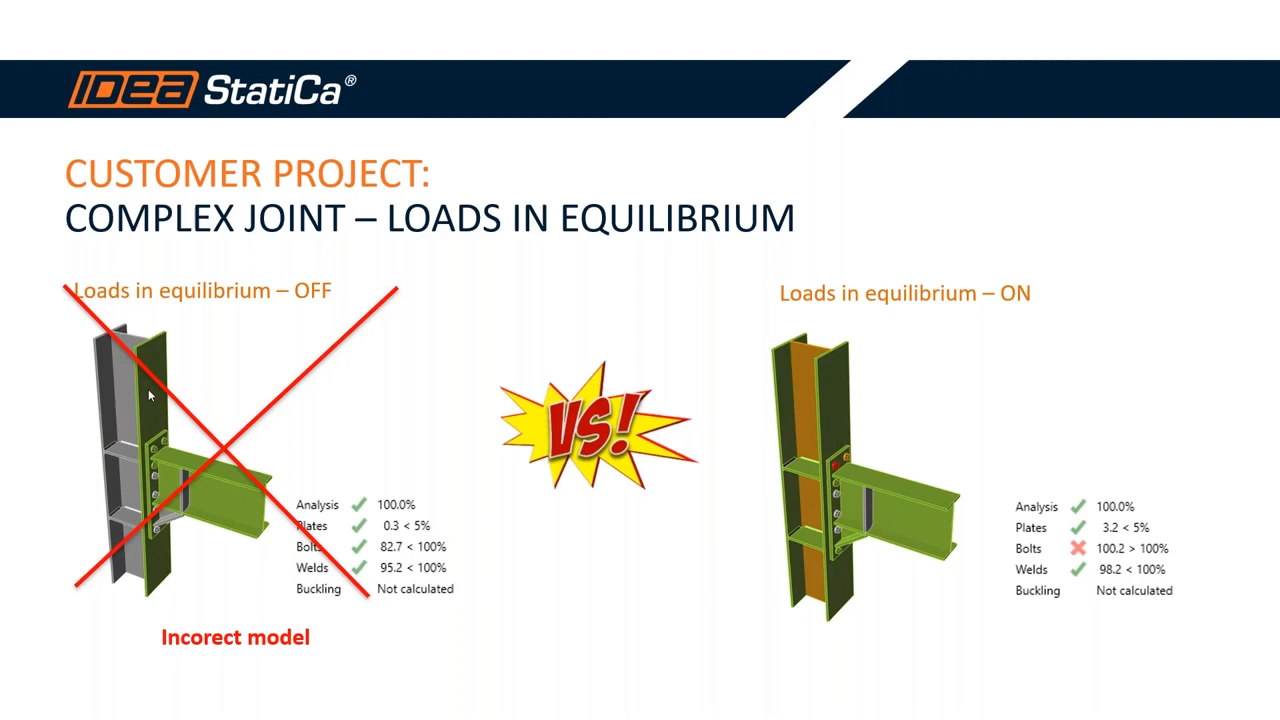 IDEA StatiCa®
CUSTOMER PROJECT:
COMPLEX JOINT – LOADS IN EQUILIBRIUM
Loads in equilibrium – OFF
Loads in equilibrium – ON
VS!
Analysis 100.0%
Plates 0.3 < 5%
Bolts 82.7 < 100%
Welds 95.2 < 100%
Buckling Not calculated
Analysis 100.0%
Plates 3.2 < 5%
Bolts 100.2 > 100%
Welds 98.2 < 100%
Buckling Not calculated
Incorect model